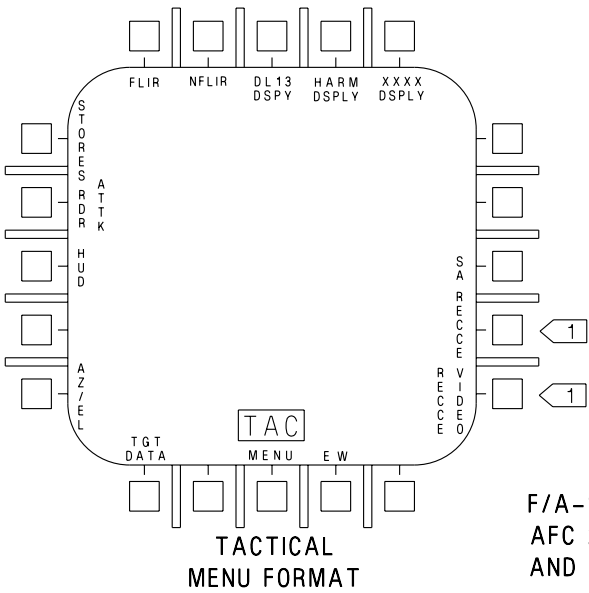 FLIR
NFLIR
DL13
DSPY
HARM
DSPLY
XXXX
DSPLY
STORES
ATTK
RDR
HUD
AZ/EL
SA
RECCE
RECCE
VIDEO
1
1
TAC
TGT
DATA
MENU
EW
TACTICAL
MENU FORMAT
F/A-
AFC
AND